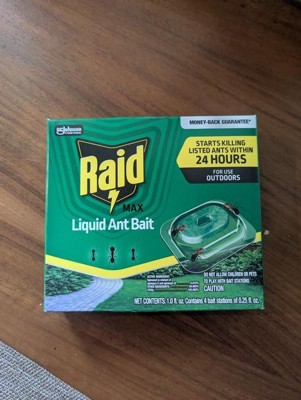 SCJohnson
MONEY-BACK GUARANTEE*
Raid
MAX
Liquid Ant Bait
STARTS KILLING
LISTED ANTS WITHIN
24 HOURS
FOR USE
OUTDOORS
DO NOT ALLOW CHILDREN OR PETS
TO PLAY WITH BAIT STATIONS
CAUTION
NET CONTENTS: 1.0 fl. oz. Contains 4 bait stations of 0.25 fl. oz.